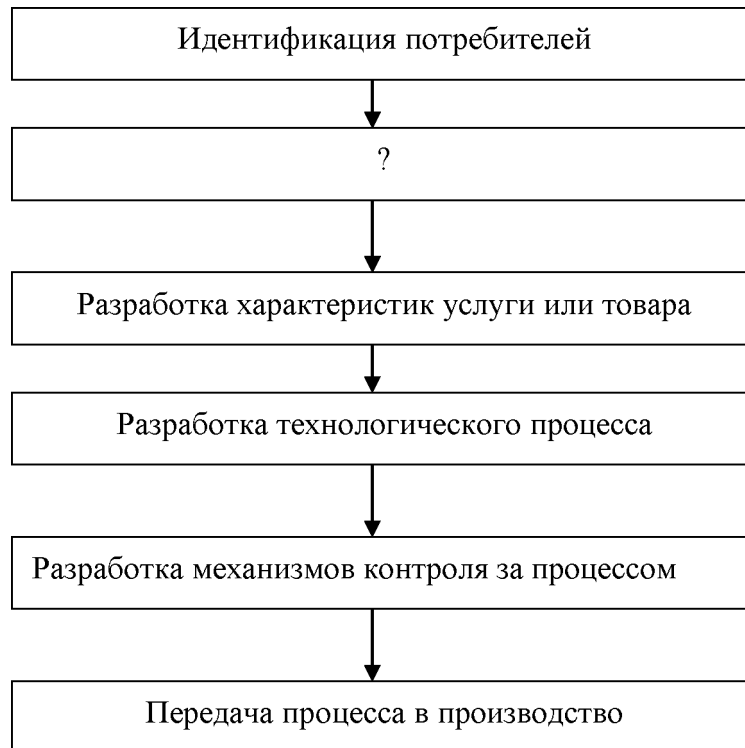 Идентификация потребителей
?
Разработка характеристик услуги или товара
Разработка технологического процесса
Разработка механизмов контроля за процессом
Передача процесса в производство